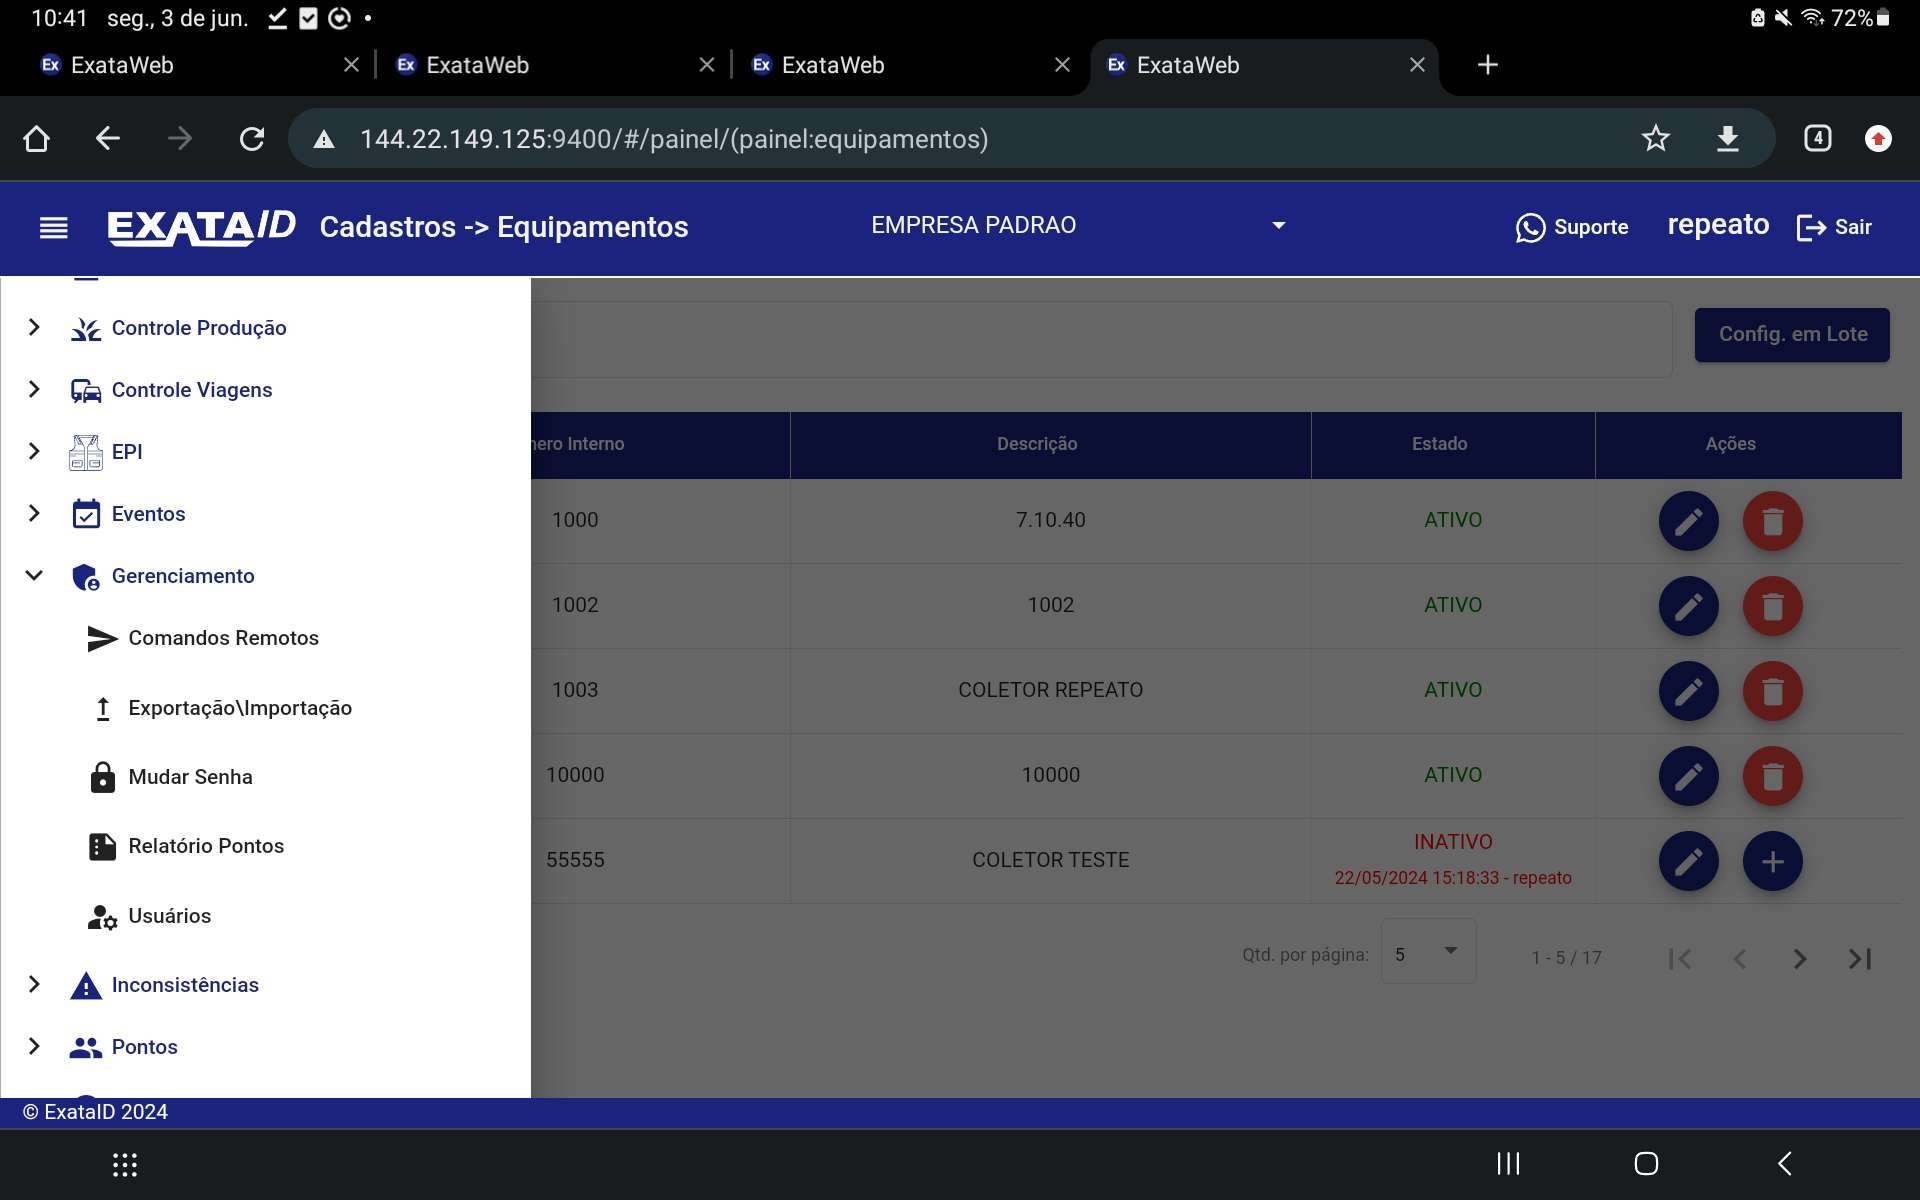 10:41 seg., 3 de jun. 72%
Ex ExataWeb Ex ExataWeb Ex ExataWeb Ex ExataWeb
144.22.149.125:9400/#/painel/(painel:equipamentos) 4
EXATAID Cadastros -> Equipamentos EMPRESA PADRAO Suporte repeato Sair
Controle Produção
Controle Viagens
EPI
Eventos
Gerenciamento
Comandos Remotos
Exportação\Importação
Mudar Senha
Relatório Pontos
Usuários
Inconsistências
Pontos
Config. em Lote
Interno Descrição Estado Ações
1000 7.10.40 ATIVO
1002 1002 ATIVO
1003 COLETOR REPEATO ATIVO
10000 10000 ATIVO
55555 COLETOR TESTE INATIVO
22/05/2024 15:18:33 - repeato
Qtd. por página: 5 1 - 5 / 17
© ExataID 2024